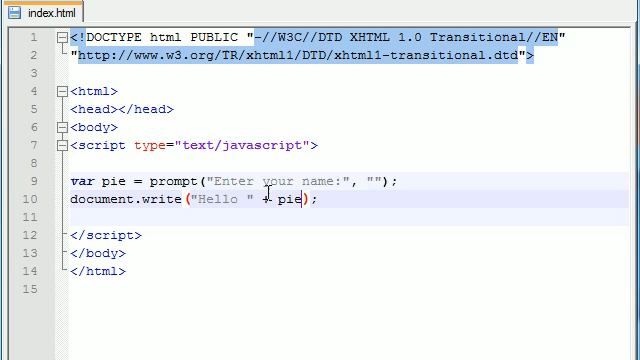 index.html
1 <!DOCTYPE html PUBLIC "-//W3C//DTD XHTML 1.0 Transitional//EN"
2 "http://www.w3.org/TR/xhtml1/DTD/xhtml1-transitional.dtd">
3
4 <html>
5 <head></head>
6 <body>
7 <script type="text/javascript">
8
9 var pie = prompt("Enter your name:", "");
10 document.write("Hello " + pie);
11
12 </script>
13 </body>
14 </html>
15